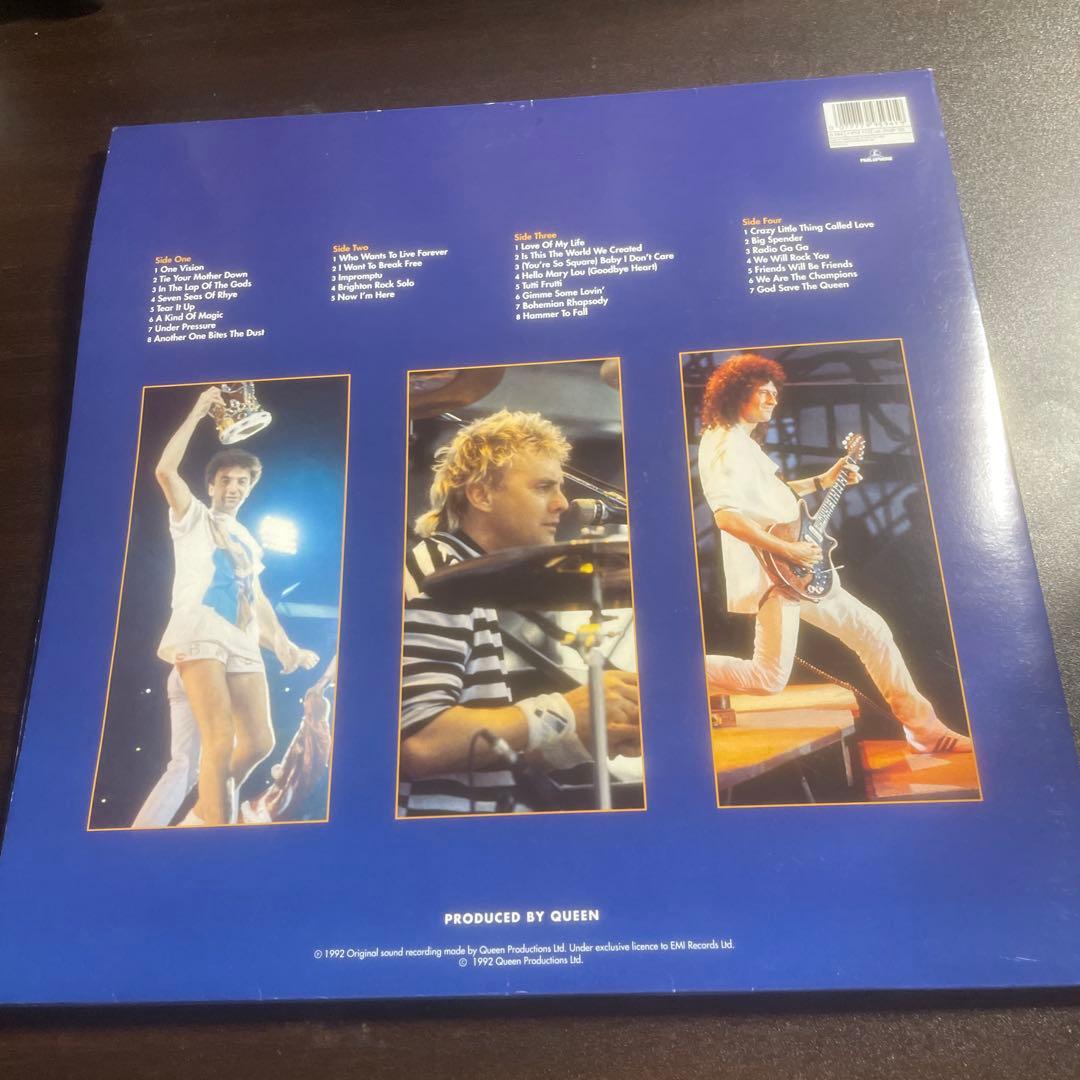 Side One
1 One Vision
2 Tie Your Mother Down
3 In The Lap Of The Gods
4 Seven Seas Of Rhye
5 Tear It Up
6 A Kind Of Magic
7 Under Pressure
8 Another One Bites The Dust
Side Two
1 Who Wants To Live Forever
2 I Want To Break Free
3 Impromptu
4 Brighton Rock Solo
5 Now I'm Here
Side Three
1 Love Of My Life
2 Is This The World We Created
3 (You're So Square) Baby I Don't Care
4 Hello Mary Lou (Goodbye Heart)
5 Tutti Frutti
6 Gimme Some Lovin'
7 Bohemian Rhapsody
8 Hammer To Fall
Side Four
1 Crazy Little Thing Called Love
2 Big Spender
3 Radio Ga Ga
4 We Will Rock You
5 Friends Will Be Friends
6 We Are The Champions
7 God Save The Queen
PARLOPHONE
PRODUCED BY QUEEN
℗ 1992 Original sound recording made by Queen Productions Ltd. Under exclusive licence to EMI Records Ltd.
© 1992 Queen Productions Ltd.